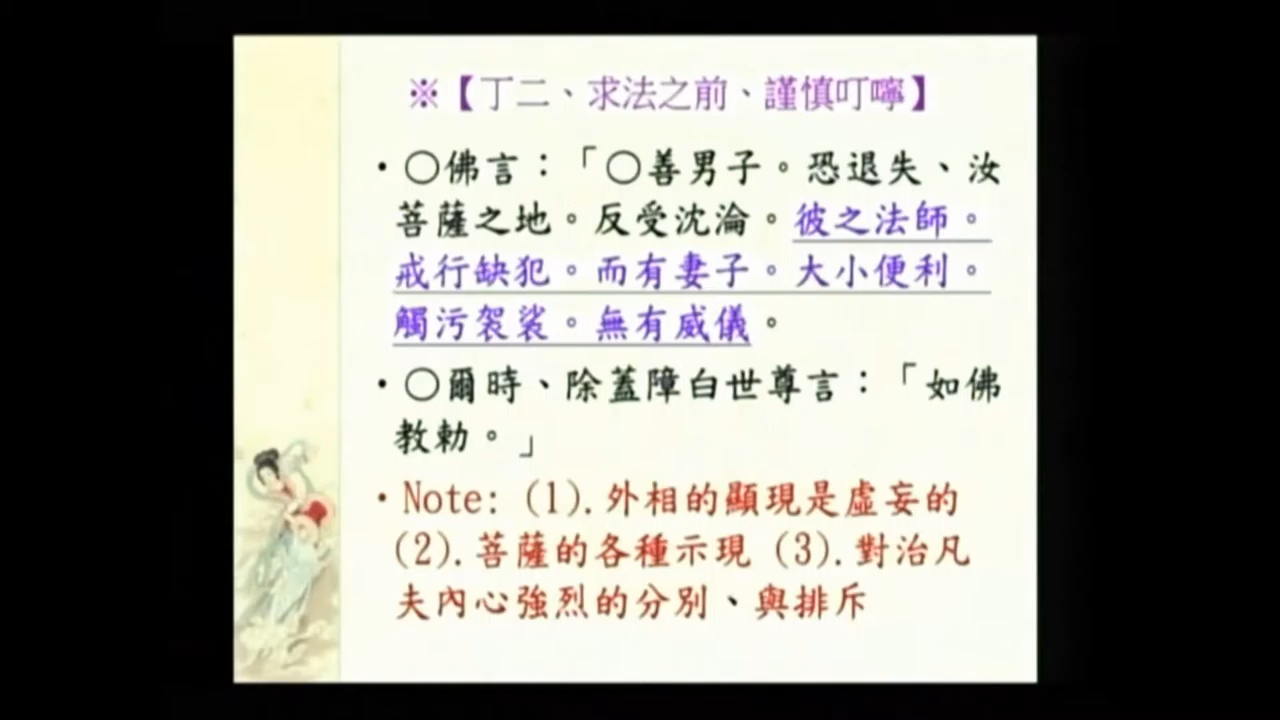 ※【丁二、求法之前、謹慎叮嚀】
•〇佛言：「〇善男子。恐退失、汝
菩薩之地。反受沈淪。彼之法師。
戒行缺犯。而有妻子。大小便利。
觸污袈裟。無有威儀。
•〇爾時、除蓋障白世尊言：「如佛
教勅。」
•Note: (1).外相的顯現是虛妄的
(2).菩薩的各種示現 (3).對治凡
夫內心強烈的分別、與排斥